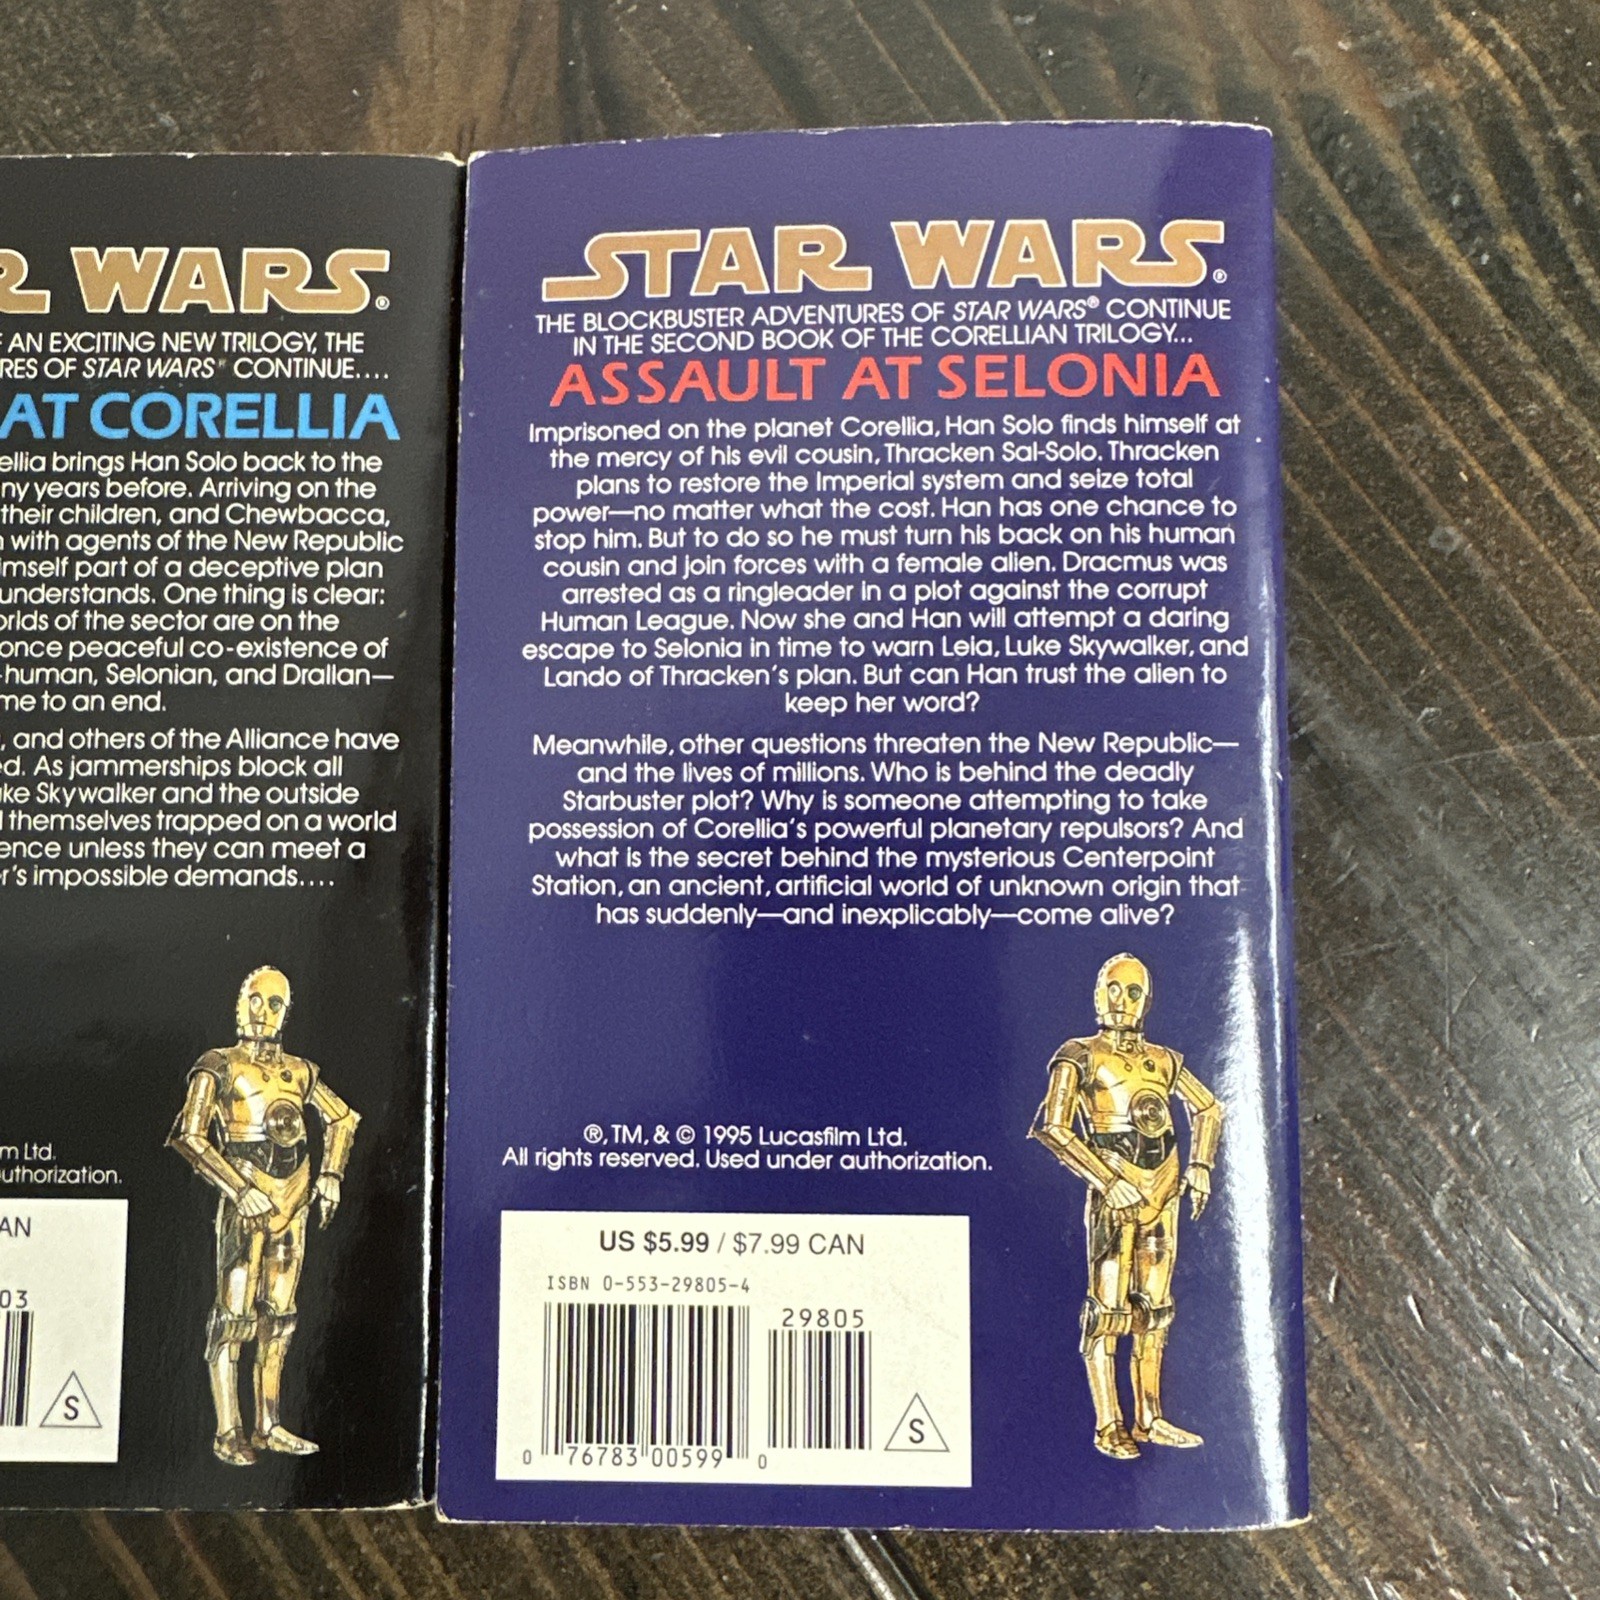 R WARS®
AN EXCITING NEW TRILOGY, THE
RES OF STAR WARS® CONTINUE....
AT CORELLIA
ellia brings Han Solo back to the
ny years before. Arriving on the
their children, and Chewbacca,
with agents of the New Republic
imself part of a deceptive plan
understands. One thing is clear:
orlds of the sector are on the
once peaceful co-existence of
-human, Selonian, and Drallan—
me to an end.
, and others of the Alliance have
ed. As jammerships block all
ke Skywalker and the outside
themselves trapped on a world
ence unless they can meet a
r's impossible demands....
m Ltd.
uthorization.
AN
03
S
STAR WARS®
THE BLOCKBUSTER ADVENTURES OF STAR WARS® CONTINUE
IN THE SECOND BOOK OF THE CORELLIAN TRILOGY...
ASSAULT AT SELONIA
Imprisoned on the planet Corellia, Han Solo finds himself at
the mercy of his evil cousin, Thracken Sal-Solo. Thracken
plans to restore the Imperial system and seize total
power—no matter what the cost. Han has one chance to
stop him. But to do so he must turn his back on his human
cousin and join forces with a female alien. Dracmus was
arrested as a ringleader in a plot against the corrupt
Human League. Now she and Han will attempt a daring
escape to Selonia in time to warn Leia, Luke Skywalker, and
Lando of Thracken's plan. But can Han trust the alien to
keep her word?
Meanwhile, other questions threaten the New Republic—
and the lives of millions. Who is behind the deadly
Starbuster plot? Why is someone attempting to take
possession of Corellia's powerful planetary repulsors? And
what is the secret behind the mysterious Centerpoint
Station, an ancient, artificial world of unknown origin that
has suddenly—and inexplicably—come alive?
®, TM, & © 1995 Lucasfilm Ltd.
All rights reserved. Used under authorization.
US $5.99 / $7.99 CAN
ISBN 0-553-29805-4
29805
0 76783 00599 0
S